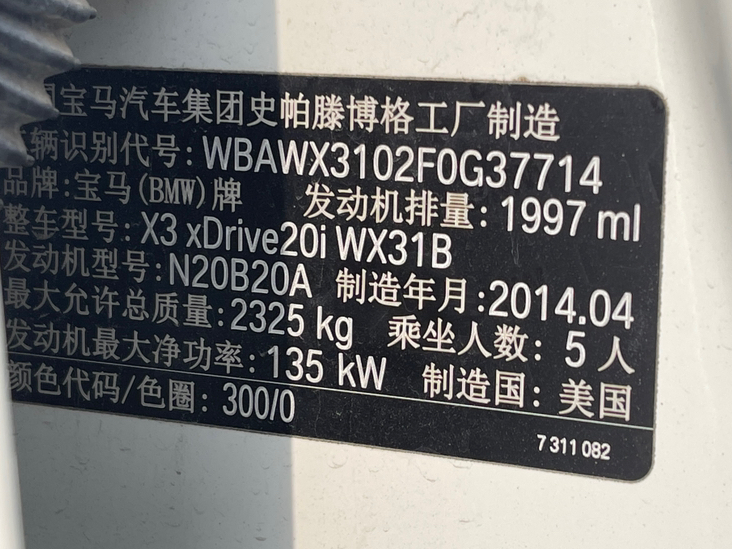 宝马汽车集团史帕滕博格工厂制造
车辆识别代号: WBAWX3102F0G37714
品牌: 宝马(BMW)牌 发动机排量: 1997 ml
整车型号: X3 xDrive20i WX31B
发动机型号: N20B20A 制造年月: 2014.04
最大允许总质量: 2325 kg 乘坐人数: 5 人
发动机最大净功率: 135 kW 制造国: 美国
颜色代码/色圈: 300/0
7 311 082